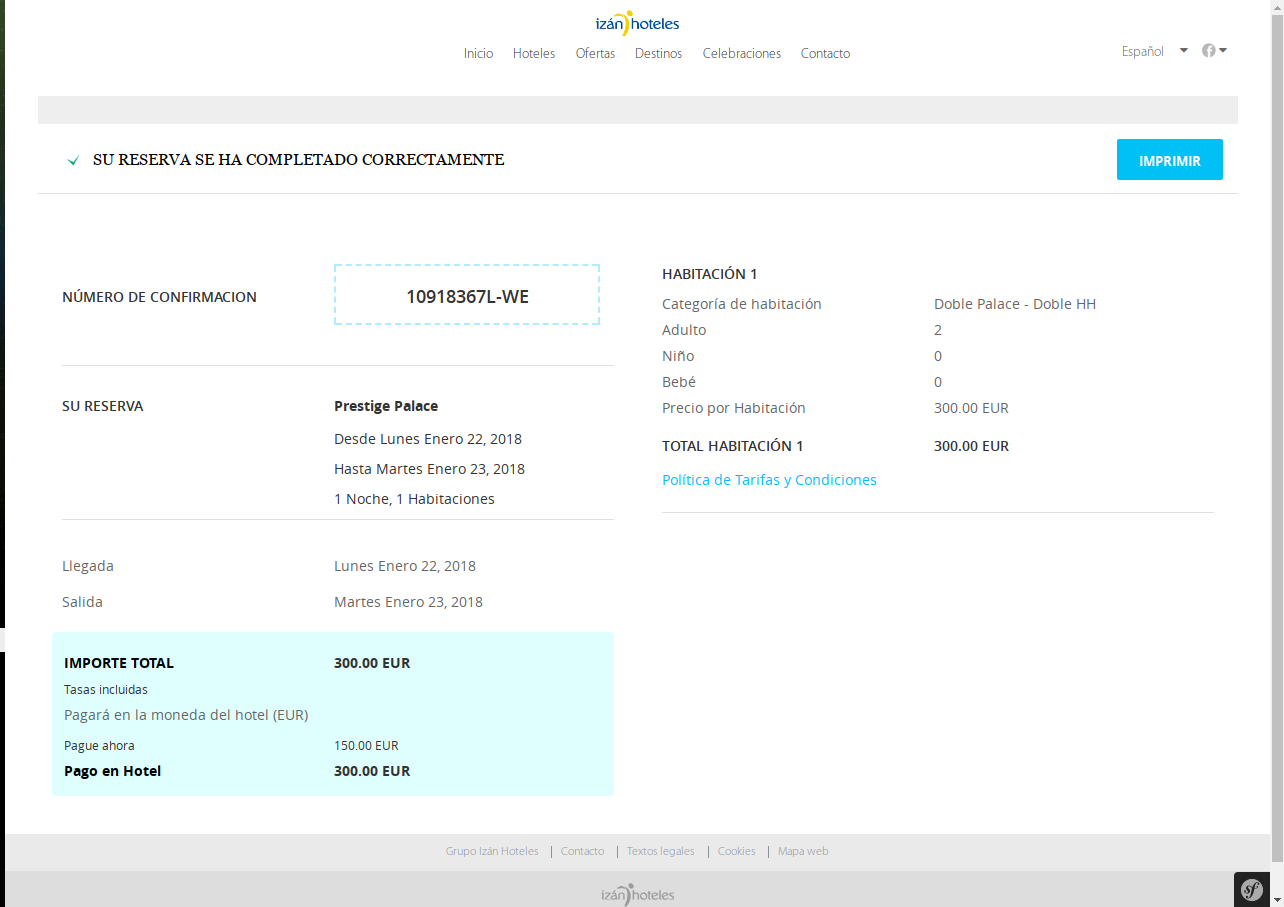 izán hoteles
Inicio Hoteles Ofertas Destinos Celebraciones Contacto
Español
SU RESERVA SE HA COMPLETADO CORRECTAMENTE
IMPRIMIR
NÚMERO DE CONFIRMACION
10918367L-WE
SU RESERVA
Prestige Palace
Desde Lunes Enero 22, 2018
Hasta Martes Enero 23, 2018
1 Noche, 1 Habitaciones
Llegada Lunes Enero 22, 2018
Salida Martes Enero 23, 2018
IMPORTE TOTAL 300.00 EUR
Tasas incluidas
Pagará en la moneda del hotel (EUR)
Pague ahora 150.00 EUR
Pago en Hotel 300.00 EUR
HABITACIÓN 1
Categoría de habitación Doble Palace - Doble HH
Adulto 2
Niño 0
Bebé 0
Precio por Habitación 300.00 EUR
TOTAL HABITACIÓN 1 300.00 EUR
Política de Tarifas y Condiciones
Grupo Izán Hoteles | Contacto | Textos legales | Cookies | Mapa web
izán hoteles
sf